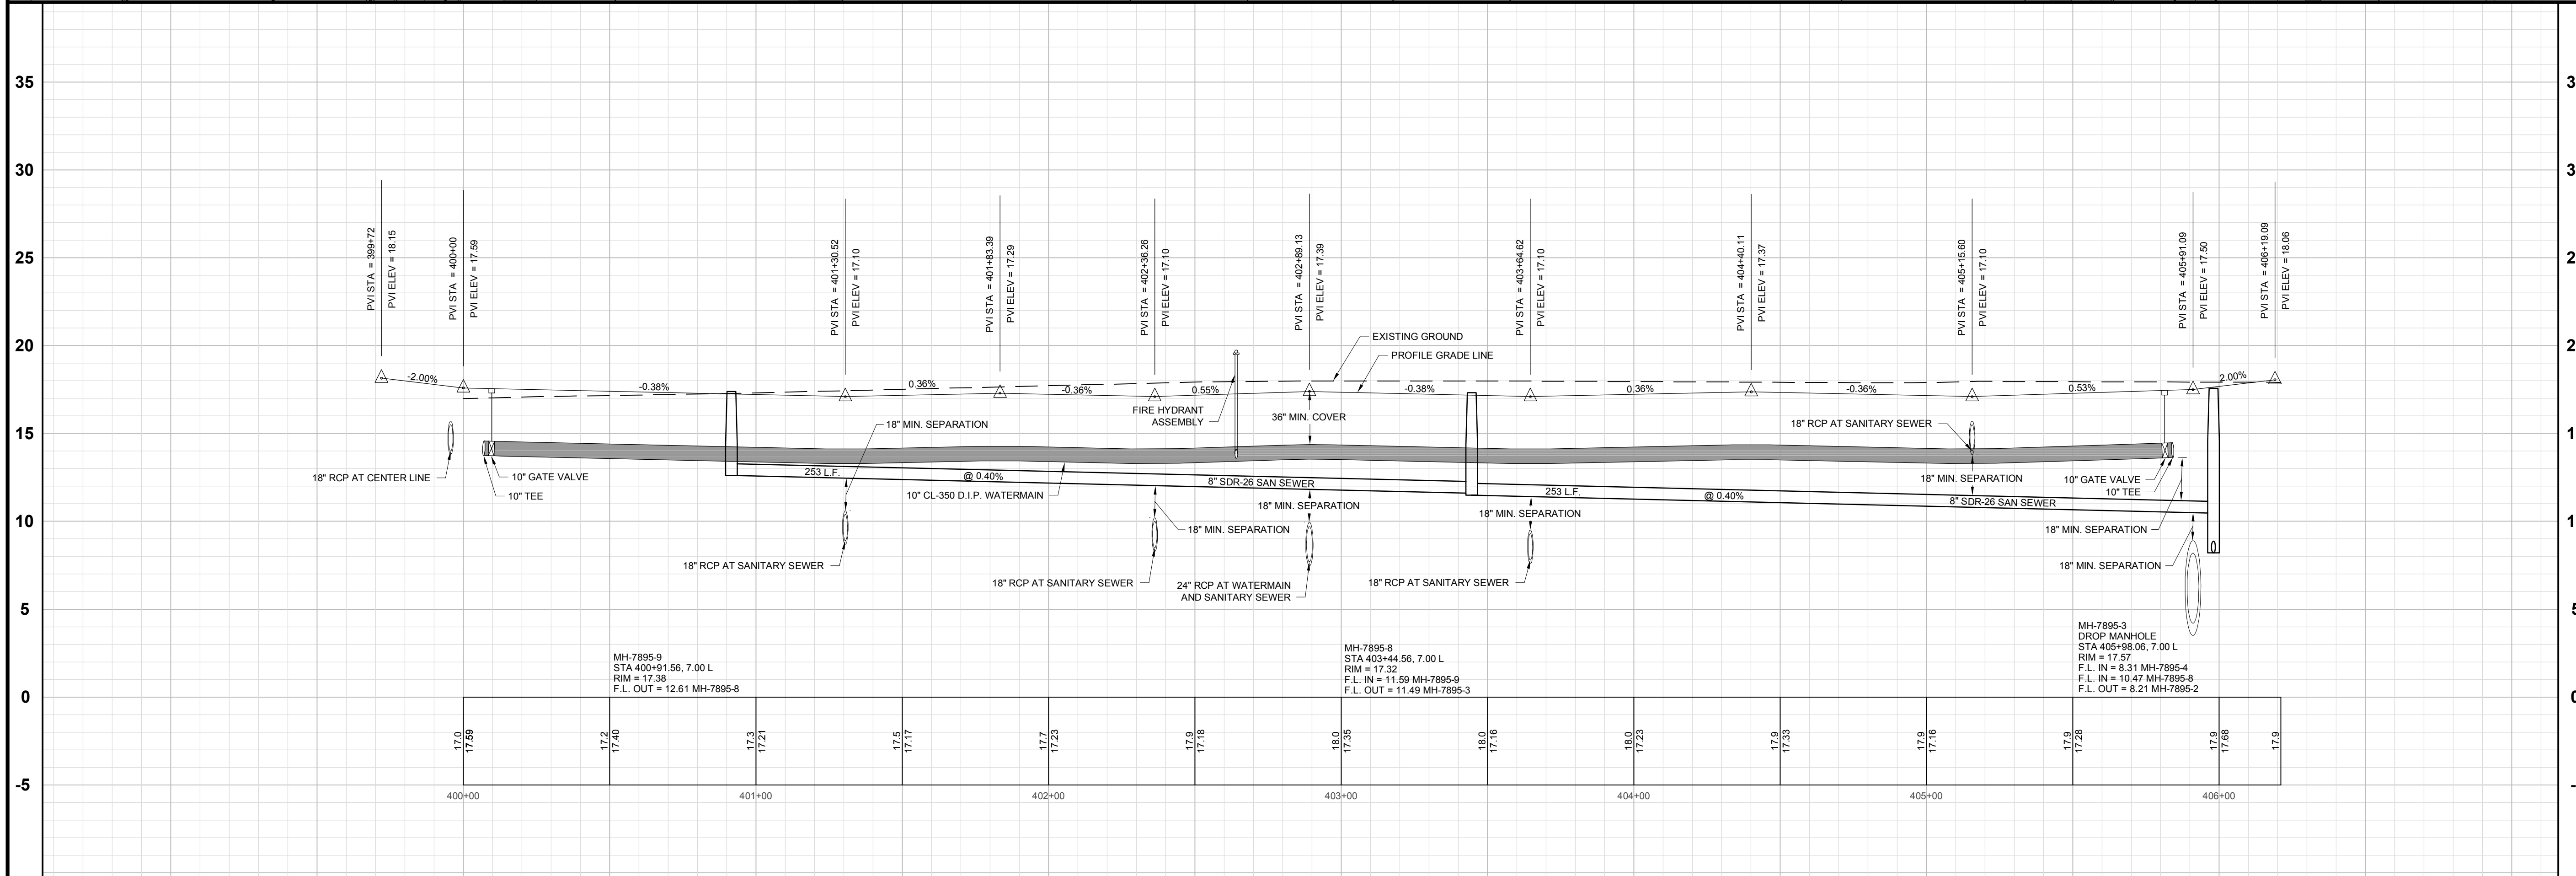 35
30
25
20
15
10
5
0
-5
PVI STA = 399+72
PVI ELEV = 18.15
PVI STA = 400+00
PVI ELEV = 17.59
PVI STA = 401+30.52
PVI ELEV = 17.10
PVI STA = 401+83.39
PVI ELEV = 17.29
PVI STA = 402+36.26
PVI ELEV = 17.10
PVI STA = 402+89.13
PVI ELEV = 17.39
PVI STA = 403+64.62
PVI ELEV = 17.10
PVI STA = 404+40.11
PVI ELEV = 17.37
PVI STA = 405+15.60
PVI ELEV = 17.10
PVI STA = 405+91.09
PVI ELEV = 17.50
PVI STA = 406+19.09
PVI ELEV = 18.06
EXISTING GROUND
PROFILE GRADE LINE
-2.00%
-0.38%
0.36%
-0.36%
0.55%
-0.38%
0.36%
-0.36%
0.53%
2.00%
FIRE HYDRANT
ASSEMBLY
36" MIN. COVER
18" MIN. SEPARATION
18" RCP AT SANITARY SEWER
18" RCP AT CENTER LINE
10" GATE VALVE
10" TEE
253 L.F.
@ 0.40%
8" SDR-26 SAN SEWER
10" CL-350 D.I.P. WATERMAIN
18" MIN. SEPARATION
253 L.F.
@ 0.40%
8" SDR-26 SAN SEWER
18" MIN. SEPARATION
10" GATE VALVE
10" TEE
18" MIN. SEPARATION
18" MIN. SEPARATION
18" MIN. SEPARATION
18" MIN. SEPARATION
18" RCP AT SANITARY SEWER
18" RCP AT SANITARY SEWER
24" RCP AT WATERMAIN
AND SANITARY SEWER
18" RCP AT SANITARY SEWER
MH-7895-9
STA 400+91.56, 7.00 L
RIM = 17.38
F.L. OUT = 12.61 MH-7895-8
MH-7895-8
STA 403+44.56, 7.00 L
RIM = 17.32
F.L. IN = 11.59 MH-7895-9
F.L. OUT = 11.49 MH-7895-3
MH-7895-3
DROP MANHOLE
STA 405+98.06, 7.00 L
RIM = 17.57
F.L. IN = 8.31 MH-7895-4
F.L. IN = 10.47 MH-7895-8
F.L. OUT = 8.21 MH-7895-2
17.0
17.59
17.2
17.40
17.3
17.21
17.5
17.17
17.7
17.23
17.9
17.18
18.0
17.35
18.0
17.16
18.0
17.23
17.9
17.33
17.9
17.16
17.9
17.28
17.9
17.68
17.9
400+00
401+00
402+00
403+00
404+00
405+00
406+00